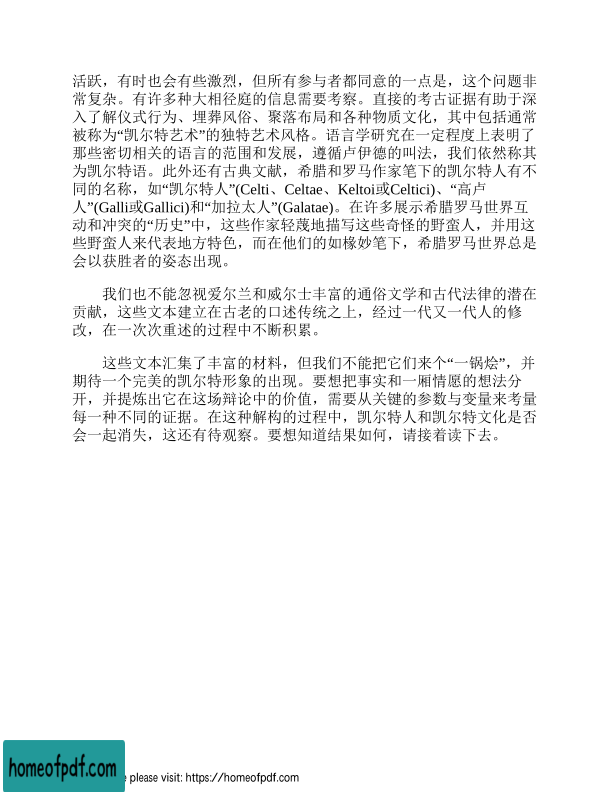 活跃，有时也会有些激烈，但所有参与者都同意的一点是，这个问题非
常复杂。有许多种大相径庭的信息需要考察。直接的考古证据有助于深
入了解仪式行为、埋葬风俗、聚落布局和各种物质文化，其中包括通常
被称为“凯尔特艺术”的独特艺术风格。语言学研究在一定程度上表明了
那些密切相关的语言的范围和发展，遵循卢伊德的叫法，我们依然称其
为凯尔特语。此外还有古典文献，希腊和罗马作家笔下的凯尔特人有不
同的名称，如“凯尔特人”(Celti、Celtae、Keltoi或Celtici)、“高卢
人”(Galli或Gallici)和“加拉太人”(Galatae)。在许多展示希腊罗马世界互
动和冲突的“历史”中，这些作家轻蔑地描写这些奇怪的野蛮人，并用这
些野蛮人来代表地方特色，而在他们的如椽妙笔下，希腊罗马世界总是
会以获胜者的姿态出现。
我们也不能忽视爱尔兰和威尔士丰富的通俗文学和古代法律的潜在
贡献，这些文本建立在古老的口述传统之上，经过一代又一代人的修
改，在一次次重述的过程中不断积累。
这些文本汇集了丰富的材料，但我们不能把它们来个“一锅烩”，并
期待一个完美的凯尔特形象的出现。要想把事实和一厢情愿的想法分
开，并提炼出它在这场辩论中的价值，需要从关键的参数与变量来考量
每一种不同的证据。在这种解构的过程中，凯尔特人和凯尔特文化是否
会一起消失，这还有待观察。要想知道结果如何，请接着读下去。
homeofpdf.com
please visit: https://homeofpdf.com